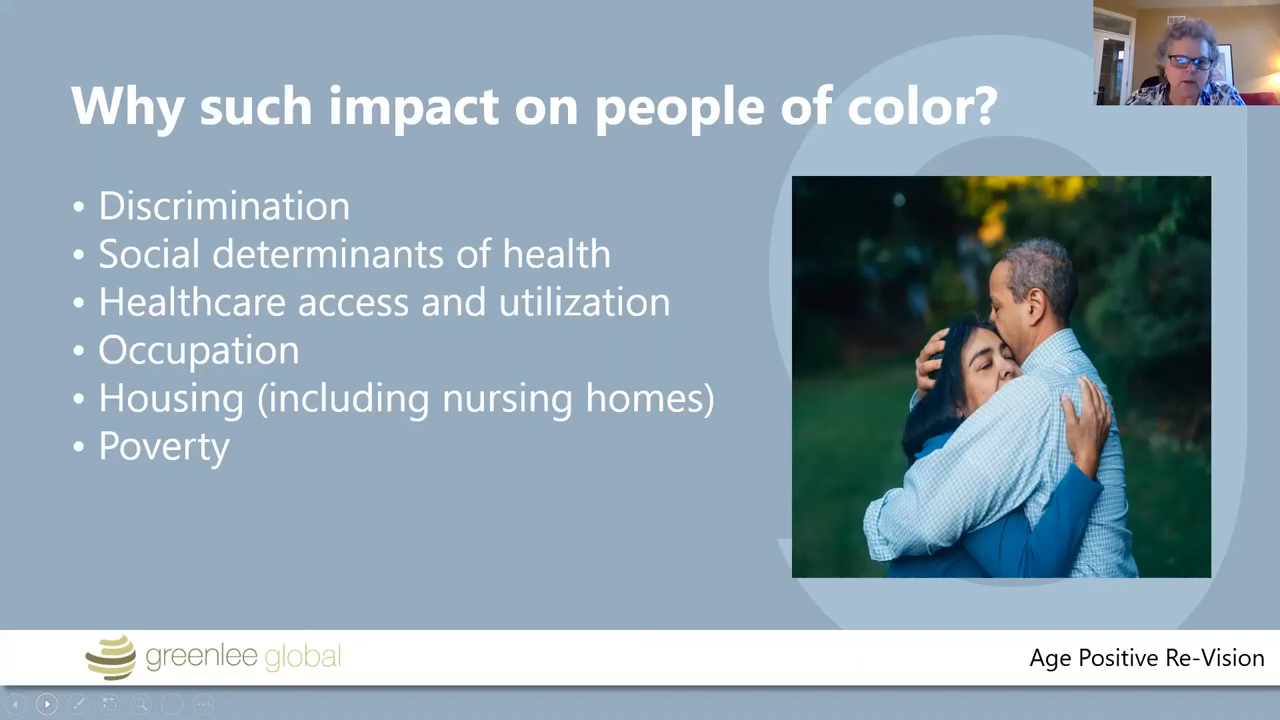 Why such impact on people of color?
• Discrimination
• Social determinants of health
• Healthcare access and utilization
• Occupation
• Housing (including nursing homes)
• Poverty
greenlee global
Age Positive Re-Vision